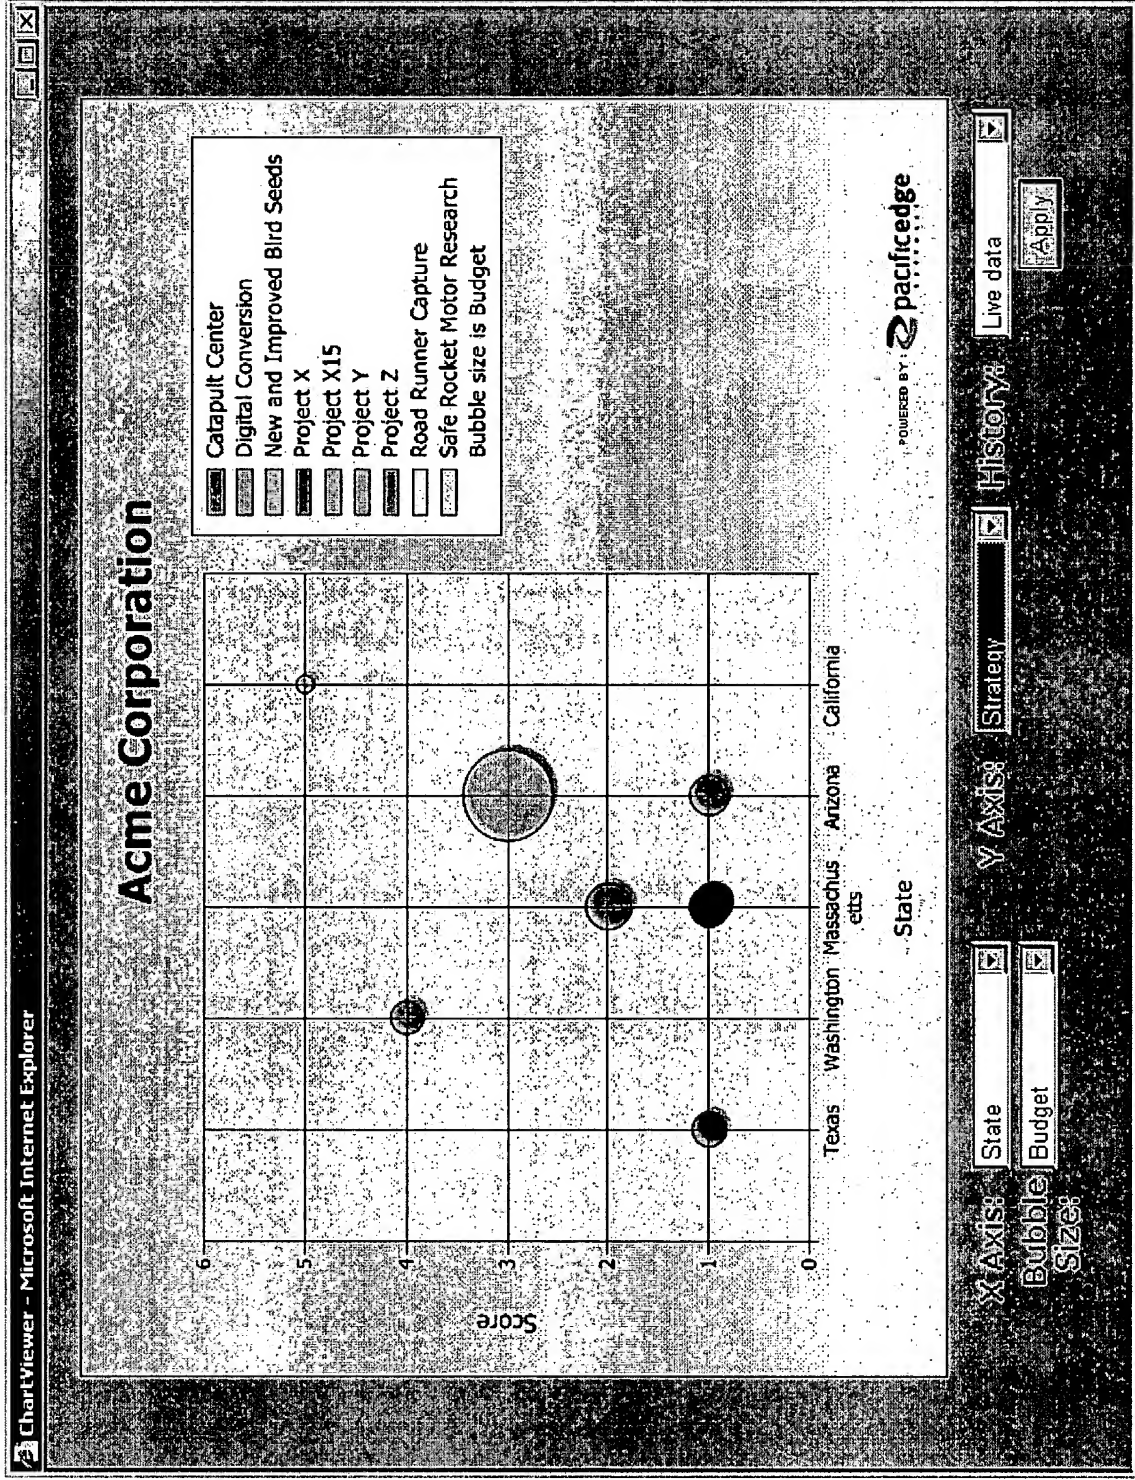 ChartViewer - Microsoft Internet Explorer
Acme Corporation
Score
6
5
4
3
2
1
0
Texas
Washington
Massachus
etts
Arizona
California
State
Catapult Center
Digital Conversion
New and Improved Bird Seeds
Project X
Project X15
Project Y
Project Z
Road Runner Capture
Safe Rocket Motor Research
Bubble size is Budget
POWERED BY: pacificedge
X Axis: State
Y Axis: Strategy
History: Live data
Bubble
Size:
Budget
Apply